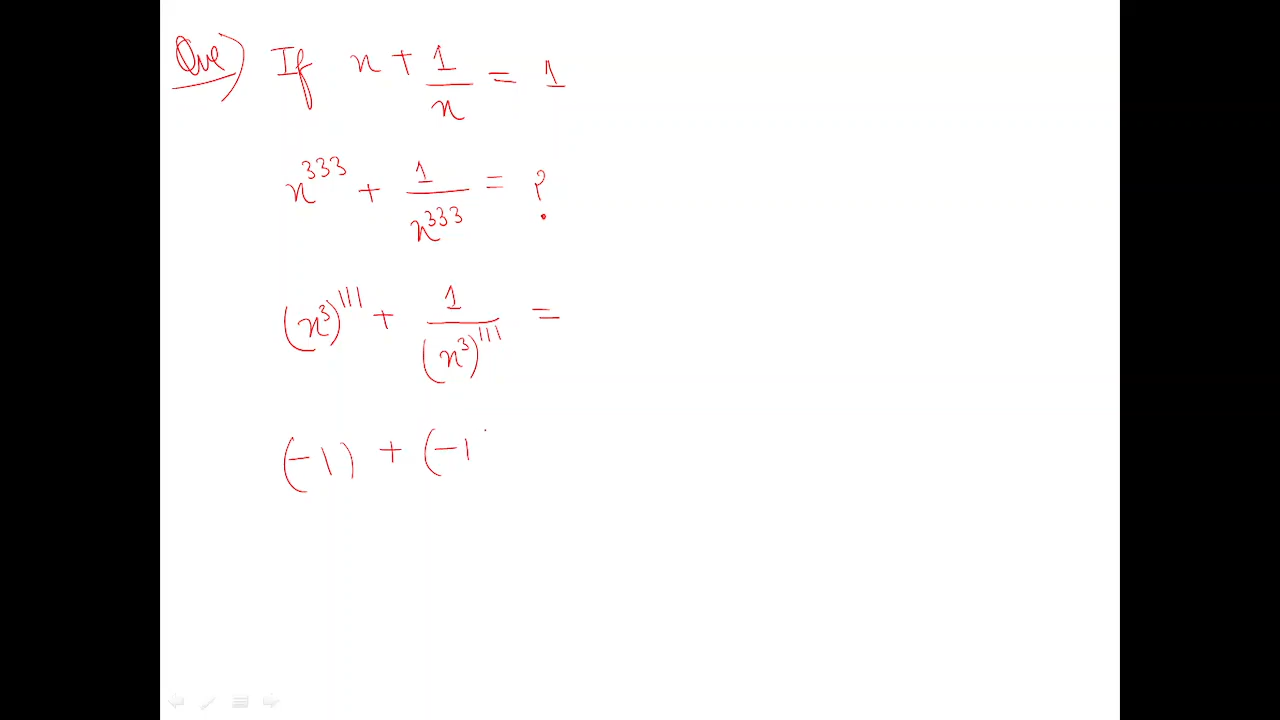 Que) If x + 1/x = 1
x^333 + 1/x^333 = ?
(x^3)^111 + 1/(x^3)^111 =
(-1) + (-1